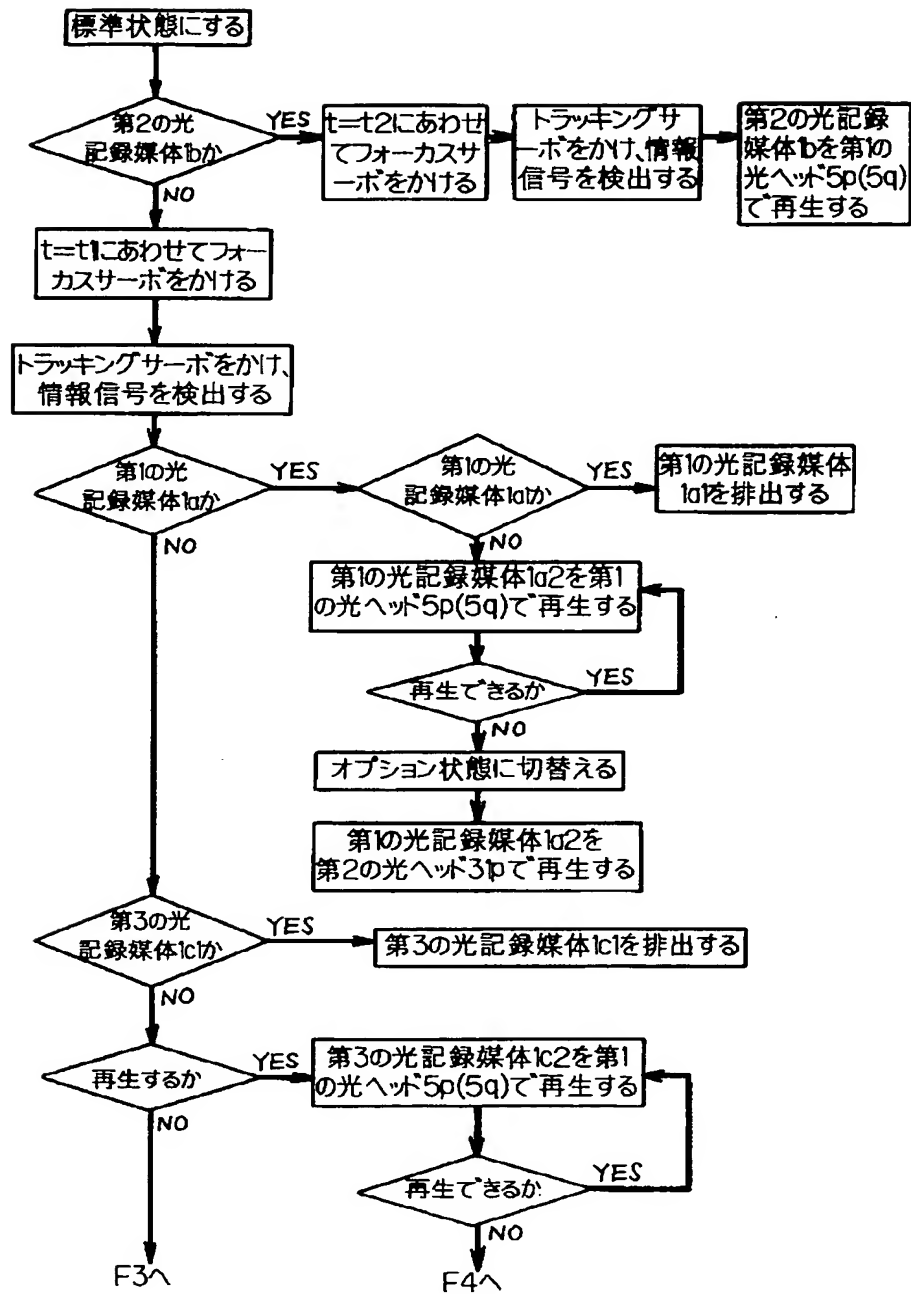 標準状態にする
第2の光
記録媒体1bか
YES
t=t2にあわせ
てフォーカスサ
ーボをかける
トラッキングサ
ーボをかけ、情報
信号を検出する
第2の光記録
媒体1bを第1の
光ヘッド5p(5q)
で再生する
NO
t=t1にあわせてフォー
カスサーボをかける
トラッキングサーボをかけ、
情報信号を検出する
第1の光
記録媒体1aか
YES
第1の光
記録媒体1a1か
YES
第1の光記録媒体
1a1を排出する
NO
NO
第1の光記録媒体1a2を第1
の光ヘッド5p(5q)で再生する
再生できるか
YES
NO
オプション状態に切替える
第1の光記録媒体1a2を
第2の光ヘッド31pで再生する
第3の光
記録媒体1c1か
YES
第3の光記録媒体1c1を排出する
NO
再生するか
YES
第3の光記録媒体1c2を第1
の光ヘッド5p(5q)で再生する
NO
再生できるか
YES
NO
F3へ
F4へ